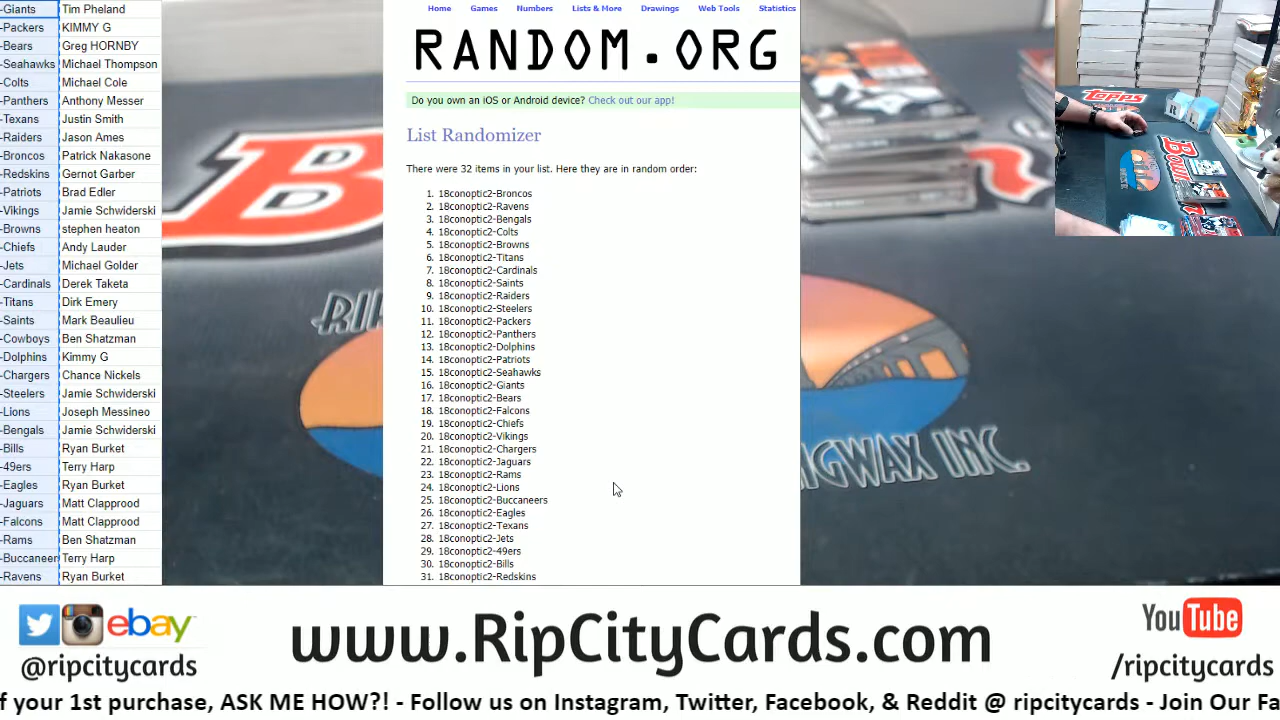 -Giants Tim Pheland
-Packers KIMMY G
-Bears Greg HORNBY
-Seahawks Michael Thompson
-Colts Michael Cole
-Panthers Anthony Messer
-Texans Justin Smith
-Raiders Jason Ames
-Broncos Patrick Nakasone
-Redskins Gernot Garber
-Patriots Brad Edler
-Vikings Jamie Schwiderski
-Browns stephen heaton
-Chiefs Andy Lauder
-Jets Michael Golder
-Cardinals Derek Taketa
-Titans Dirk Emery
-Saints Mark Beaulieu
-Cowboys Ben Shatzman
-Dolphins Kimmy G
-Chargers Chance Nickels
-Steelers Jamie Schwiderski
-Lions Joseph Messineo
-Bengals Jamie Schwiderski
-Bills Ryan Burket
-49ers Terry Harp
-Eagles Ryan Burket
-Jaguars Matt Clapprood
-Falcons Matt Clapprood
-Rams Ben Shatzman
-Buccaneer Terry Harp
-Ravens Ryan Burket
Home Games Numbers Lists & More Drawings Web Tools Statistics
RANDOM.ORG
Do you own an iOS or Android device? Check out our app!
List Randomizer
There were 32 items in your list. Here they are in random order:
1. 18conoptic2-Broncos
2. 18conoptic2-Ravens
3. 18conoptic2-Bengals
4. 18conoptic2-Colts
5. 18conoptic2-Browns
6. 18conoptic2-Titans
7. 18conoptic2-Cardinals
8. 18conoptic2-Saints
9. 18conoptic2-Raiders
10. 18conoptic2-Steelers
11. 18conoptic2-Packers
12. 18conoptic2-Panthers
13. 18conoptic2-Dolphins
14. 18conoptic2-Patriots
15. 18conoptic2-Seahawks
16. 18conoptic2-Giants
17. 18conoptic2-Bears
18. 18conoptic2-Falcons
19. 18conoptic2-Chiefs
20. 18conoptic2-Vikings
21. 18conoptic2-Chargers
22. 18conoptic2-Jaguars
23. 18conoptic2-Rams
24. 18conoptic2-Lions
25. 18conoptic2-Buccaneers
26. 18conoptic2-Eagles
27. 18conoptic2-Texans
28. 18conoptic2-Jets
29. 18conoptic2-49ers
30. 18conoptic2-Bills
31. 18conoptic2-Redskins
Topps
GWAX INC.
ebay
@ripcitycards
www.RipCityCards.com
YouTube
/ripcitycards
f your 1st purchase, ASK ME HOW?! - Follow us on Instagram, Twitter, Facebook, & Reddit @ ripcitycards - Join Our Fa